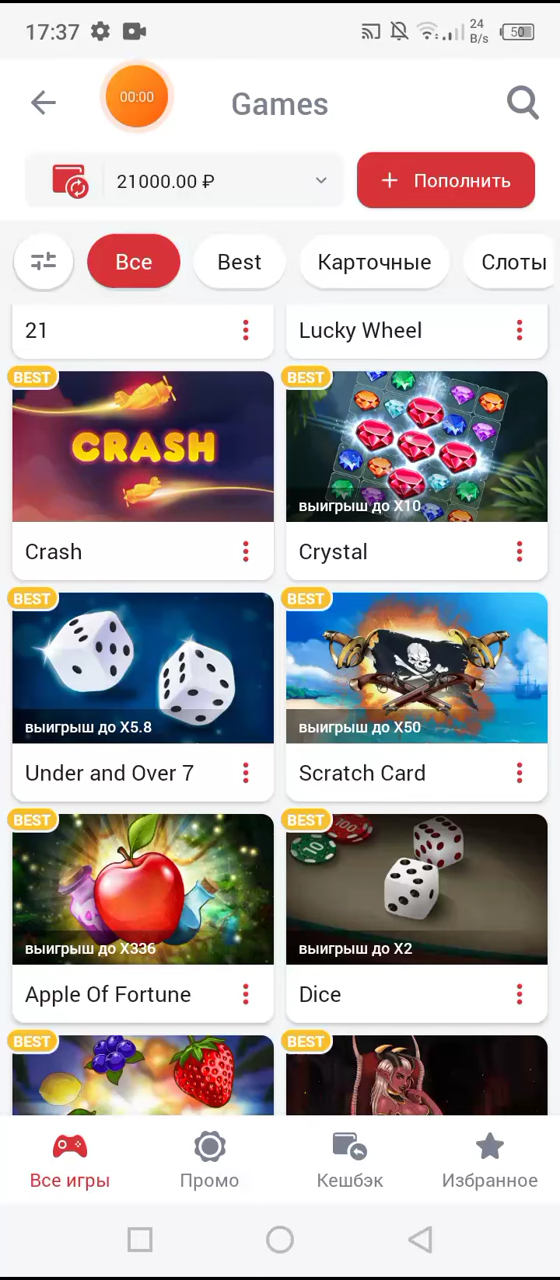 17:37
24
B/s
50
00:00
Games
21000.00 ₽
+ Пополнить
Все
Best
Карточные
Слоты
21
Lucky Wheel
BEST
BEST
CRASH
выигрыш до X10
Crash
Crystal
BEST
BEST
выигрыш до X5.8
выигрыш до X50
Under and Over 7
Scratch Card
BEST
BEST
100
10
выигрыш до X336
выигрыш до X2
Apple Of Fortune
Dice
BEST
BEST
Все игры
Промо
Кешбэк
Избранное